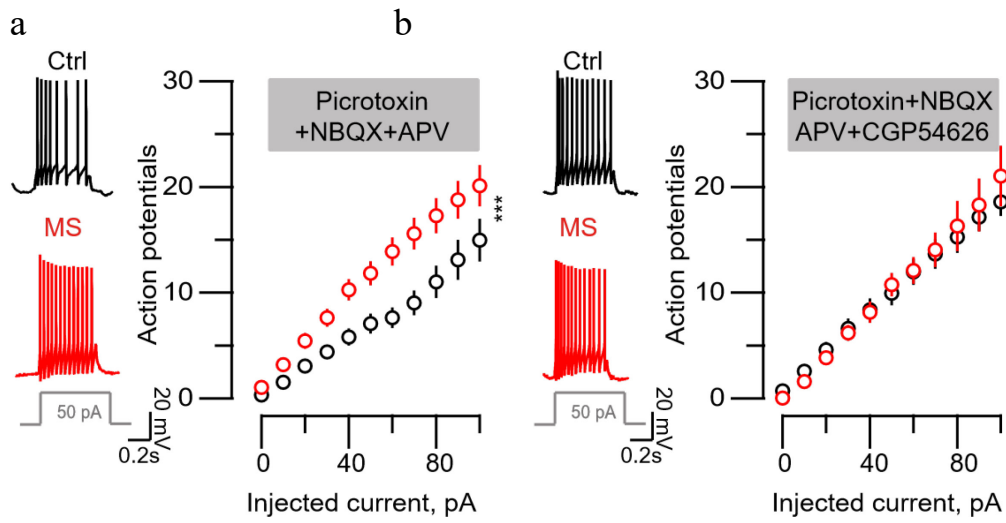 a
Ctrl
MS
50 pA
20 mV
0.2s
Action potentials
30
20
10
0
Picrotoxin
+NBQX+APV
***
0
40
80
Injected current, pA
b
Ctrl
MS
50 pA
20 mV
0.2s
Action potentials
30
20
10
0
Picrotoxin+NBQX
APV+CGP54626
0
40
80
Injected current, pA